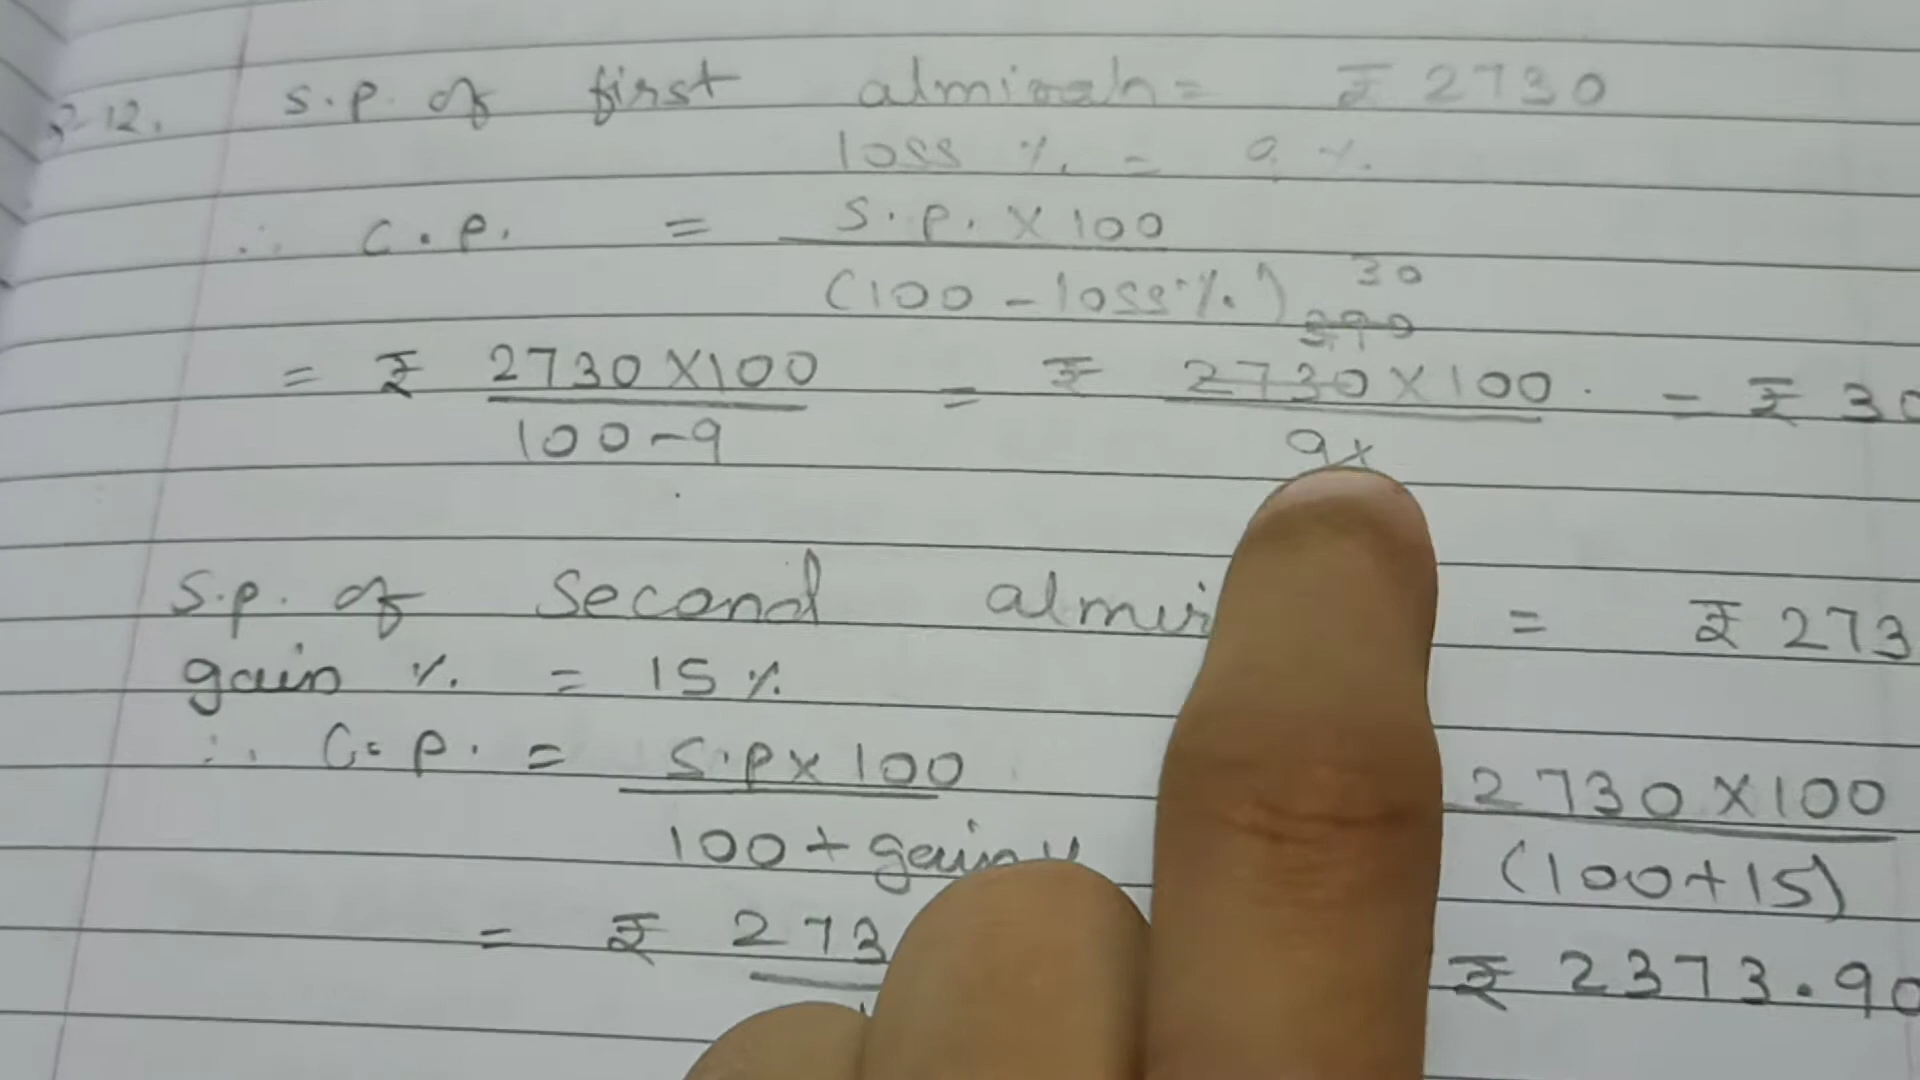 12. S.P. of first almirah = ₹ 2730
loss % = 9 %.
∴ C.P. = S.P. X 100
(100 - loss %) 30
390
= ₹ 2730 X 100 = ₹ 2730 X 100 = ₹ 30
100 - 9
S.P. of Second = ₹ 273
gain % = 15 %
∴ C.P. = S.P X 100 2730 X 100
100 + gain (100 + 15)
= ₹ 273 ₹ 2373.90